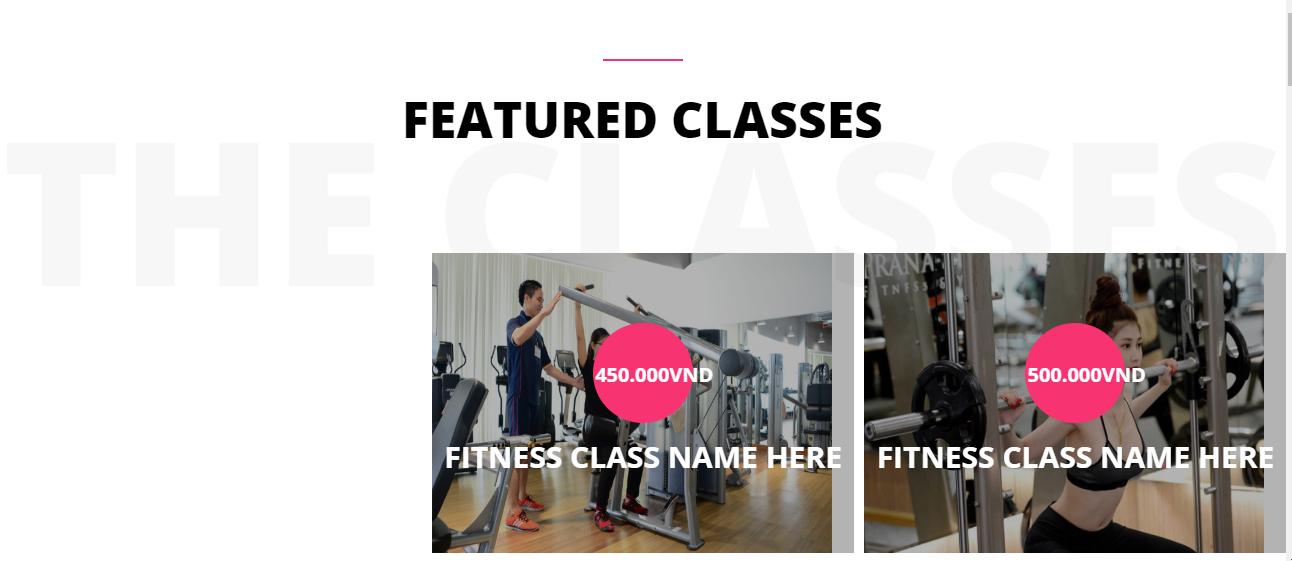 FEATURED CLASSES
THE CLASSES
450.000VND
FITNESS CLASS NAME HERE
500.000VND
FITNESS CLASS NAME HERE